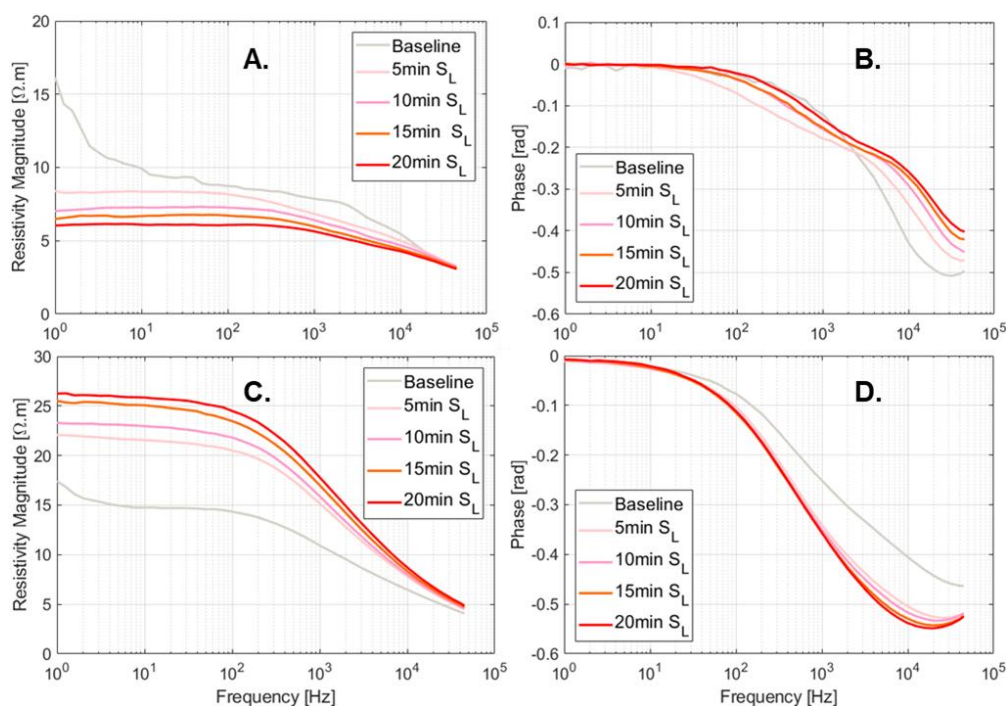 A.
Resistivity Magnitude [Ω.m]
20
15
10
5
0
10^0 10^1 10^2 10^3 10^4 10^5
Baseline
5min S_L
10min S_L
15min S_L
20min S_L
B.
Phase [rad]
0.1
0
-0.1
-0.2
-0.3
-0.4
-0.5
-0.6
10^0 10^1 10^2 10^3 10^4 10^5
Baseline
5min S_L
10min S_L
15min S_L
20min S_L
C.
Resistivity Magnitude [Ω.m]
30
25
20
15
10
5
0
10^0 10^1 10^2 10^3 10^4 10^5
Frequency [Hz]
Baseline
5min S_L
10min S_L
15min S_L
20min S_L
D.
Phase [rad]
0
-0.1
-0.2
-0.3
-0.4
-0.5
-0.6
10^0 10^1 10^2 10^3 10^4 10^5
Frequency [Hz]
Baseline
5min S_L
10min S_L
15min S_L
20min S_L